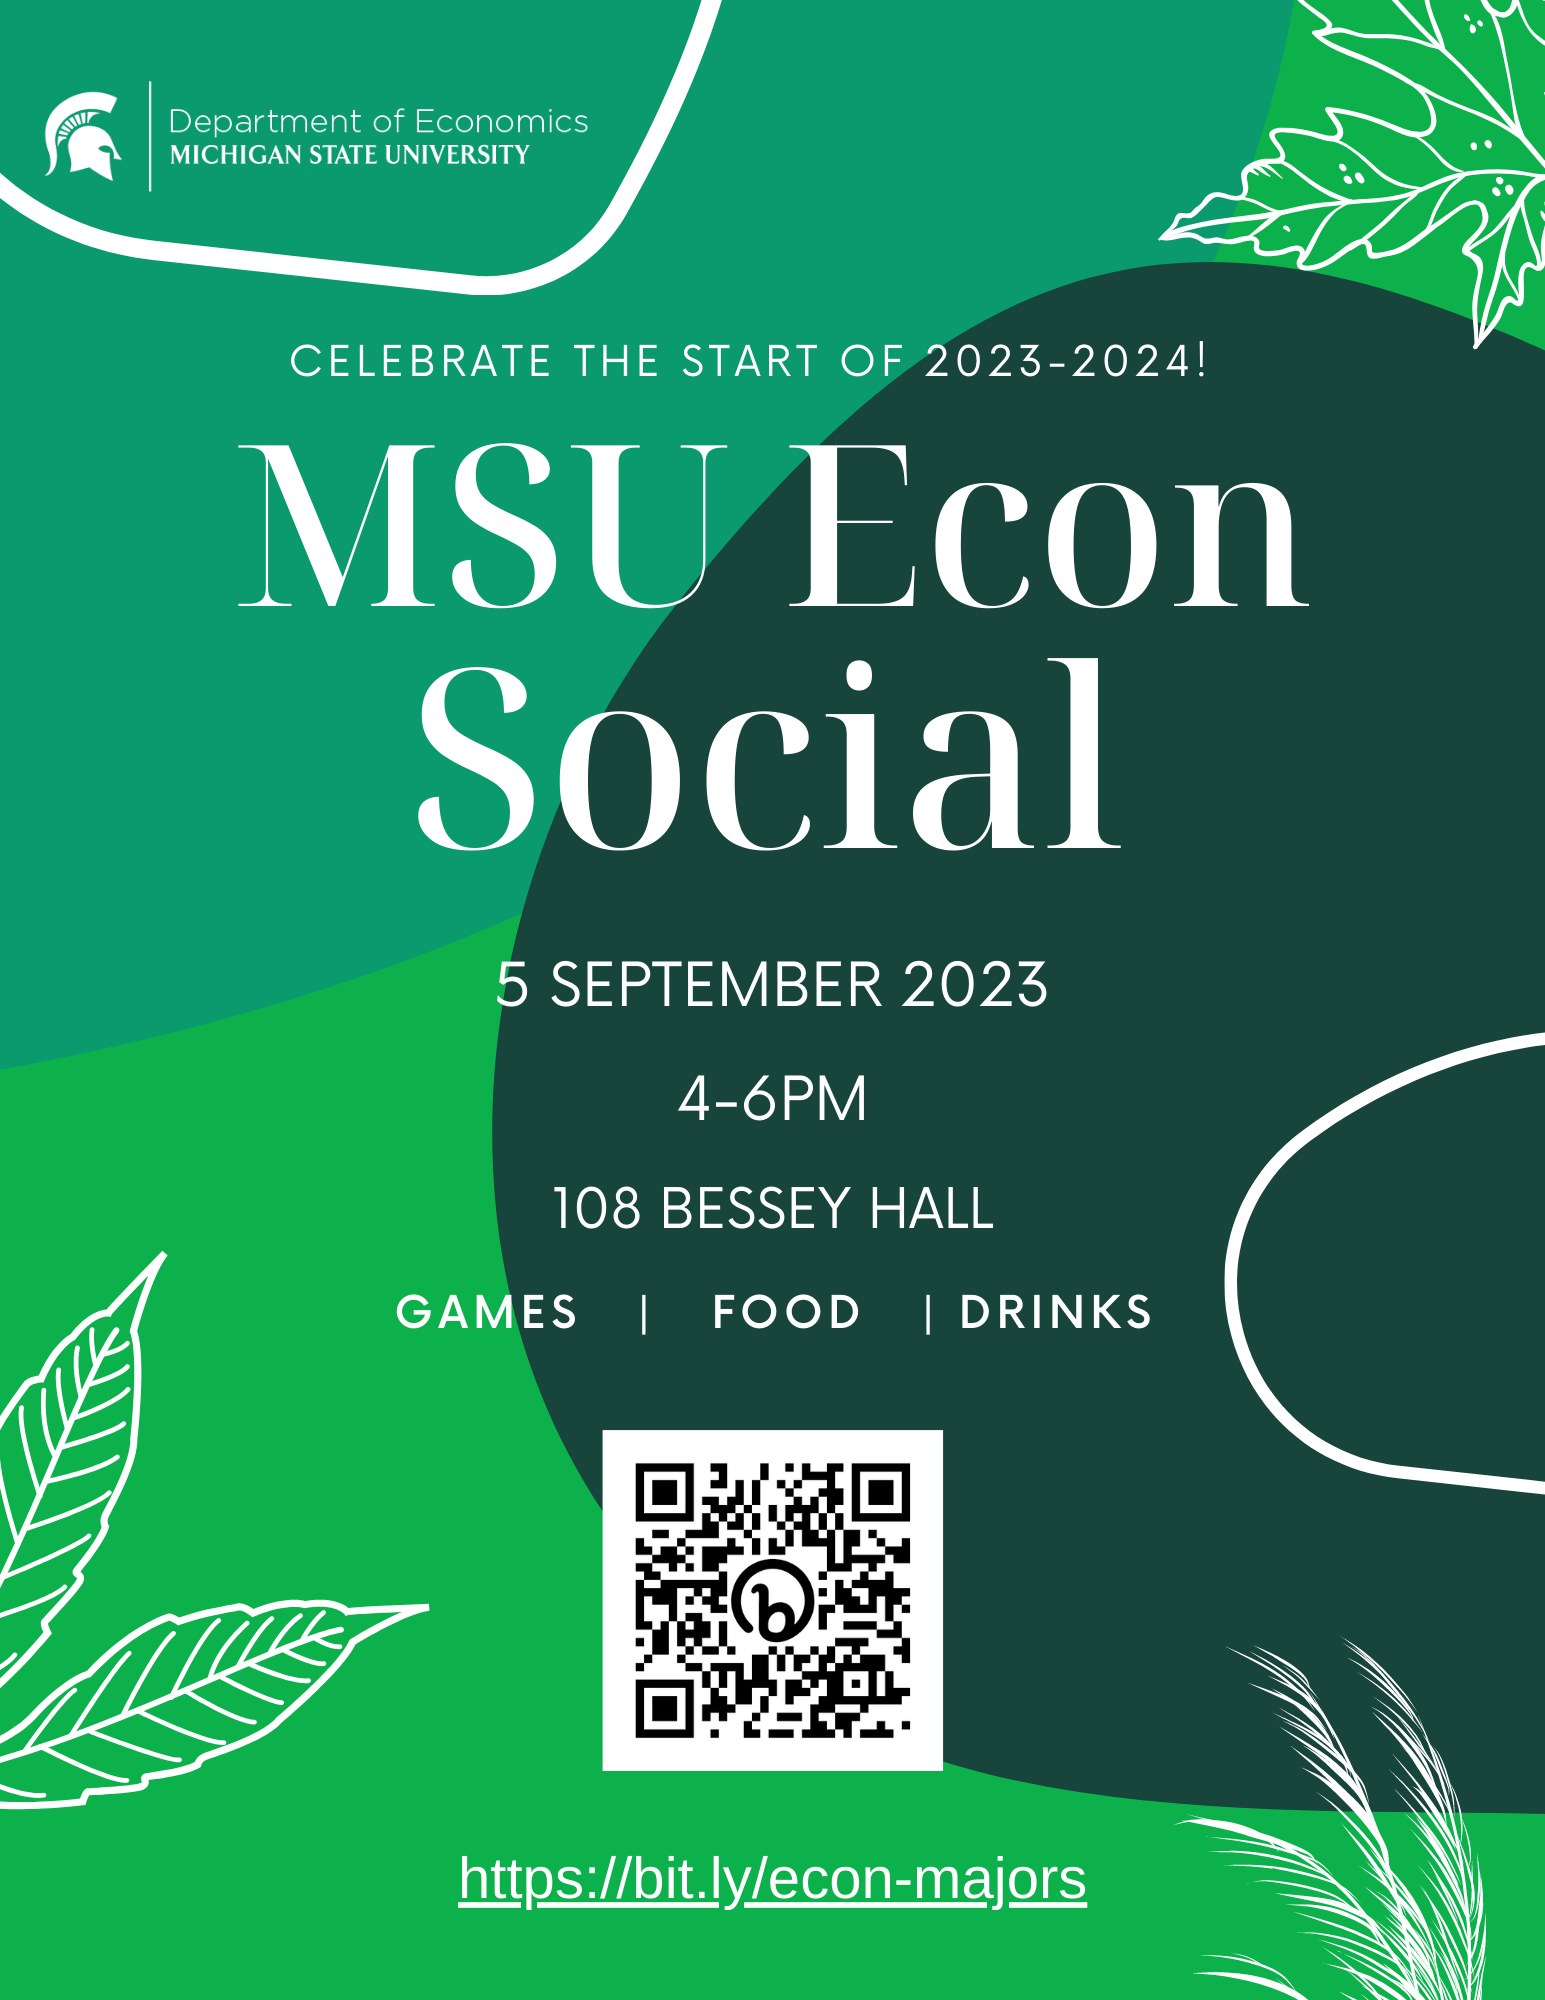 Department of Economics
MICHIGAN STATE UNIVERSITY
CELEBRATE THE START OF 2023-2024!
MSU Econ
Social
5 SEPTEMBER 2023
4-6PM
108 BESSEY HALL
GAMES | FOOD | DRINKS
b
https://bit.ly/econ-majors